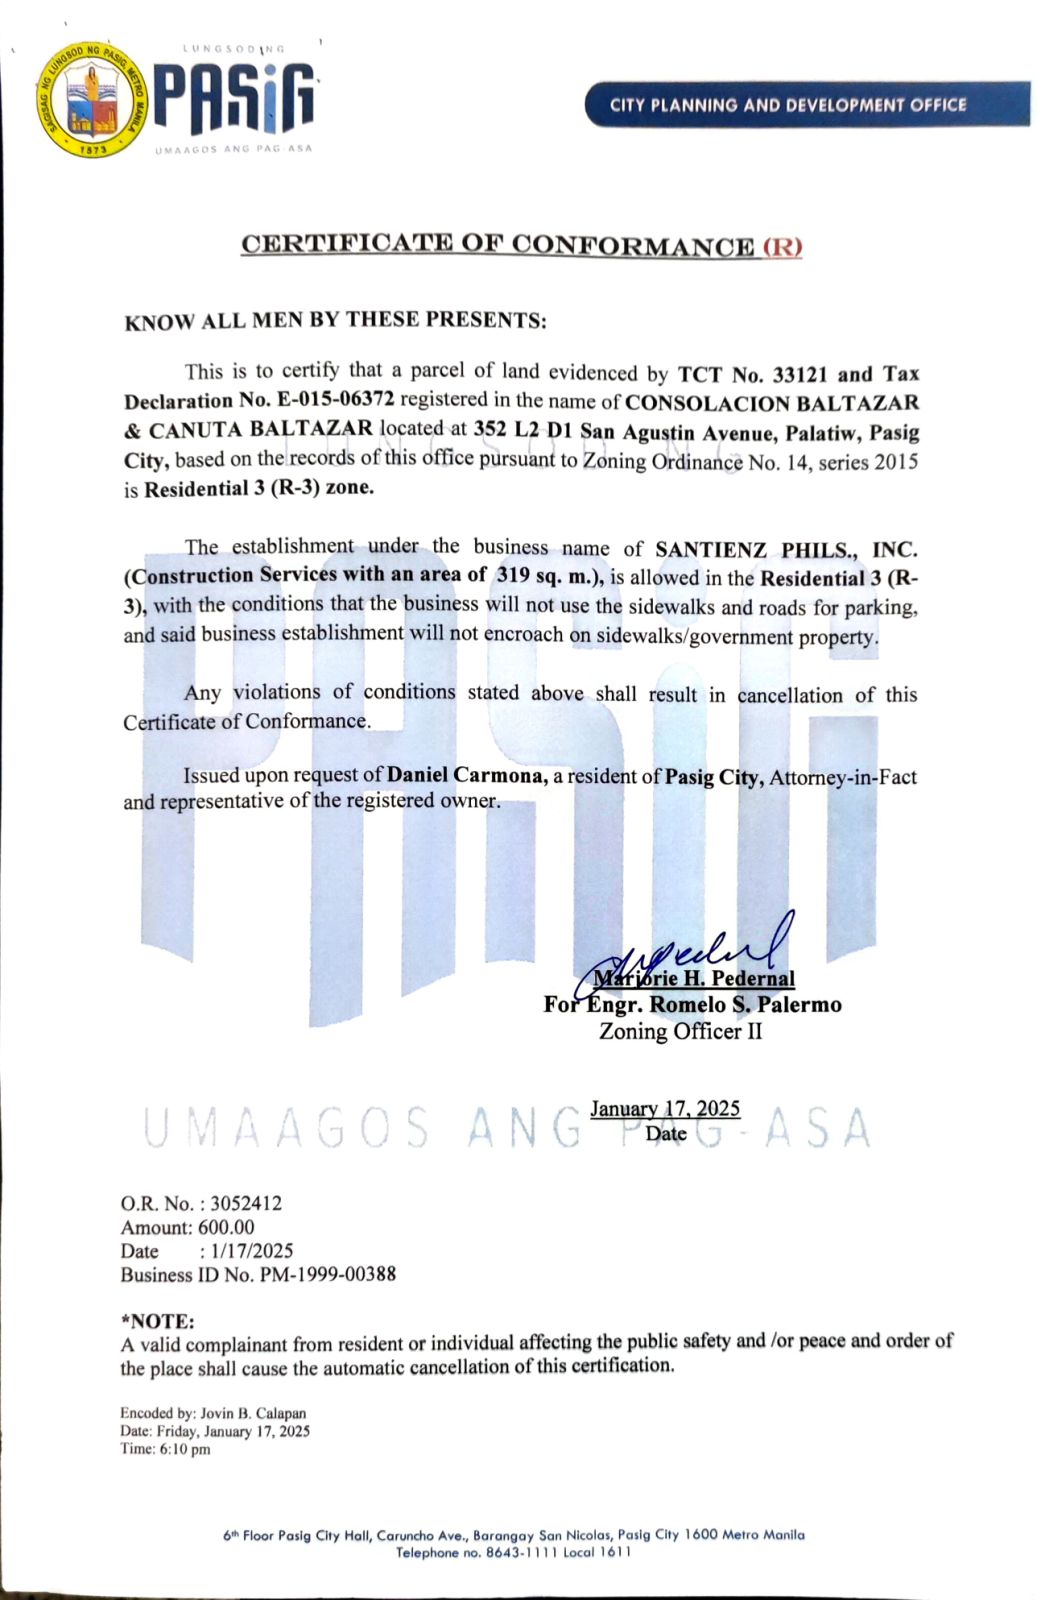 LUNGSOD NG
PASiG
UMAAGOS ANG PAG-ASA
SAGISAG NG LUNGSOD NG PASIG, METRO MANILA
1573
CITY PLANNING AND DEVELOPMENT OFFICE
CERTIFICATE OF CONFORMANCE (R)
KNOW ALL MEN BY THESE PRESENTS:
This is to certify that a parcel of land evidenced by TCT No. 33121 and Tax
Declaration No. E-015-06372 registered in the name of CONSOLACION BALTAZAR
& CANUTA BALTAZAR located at 352 L2 D1 San Agustin Avenue, Palatiw, Pasig
City, based on the records of this office pursuant to Zoning Ordinance No. 14, series 2015
is Residential 3 (R-3) zone.
LUNGSOD NG
PASiG
The establishment under the business name of SANTIENZ PHILS., INC.
(Construction Services with an area of 319 sq. m.), is allowed in the Residential 3 (R-
3), with the conditions that the business will not use the sidewalks and roads for parking,
and said business establishment will not encroach on sidewalks/government property.
Any violations of conditions stated above shall result in cancellation of this
Certificate of Conformance.
Issued upon request of Daniel Carmona, a resident of Pasig City, Attorney-in-Fact
and representative of the registered owner.
Marjorie H. Pedernal
For Engr. Romelo S. Palermo
Zoning Officer II
January 17, 2025
Date
UMAAGOS ANG PAG-ASA
O.R. No. : 3052412
Amount: 600.00
Date : 1/17/2025
Business ID No. PM-1999-00388
*NOTE:
A valid complainant from resident or individual affecting the public safety and /or peace and order of
the place shall cause the automatic cancellation of this certification.
Encoded by: Jovin B. Calapan
Date: Friday, January 17, 2025
Time: 6:10 pm
6th Floor Pasig City Hall, Caruncho Ave., Barangay San Nicolas, Pasig City 1600 Metro Manila
Telephone no. 8643-1111 Local 1611